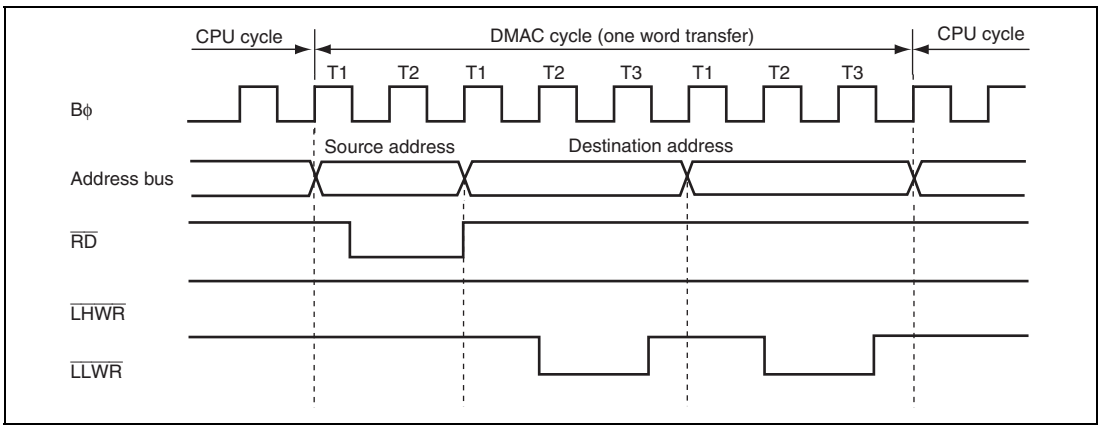 CPU cycle DMAC cycle (one word transfer) CPU cycle
T1 T2 T1 T2 T3 T1 T2 T3
Bϕ
Source address Destination address
Address bus
RD
LHWR
LLWR